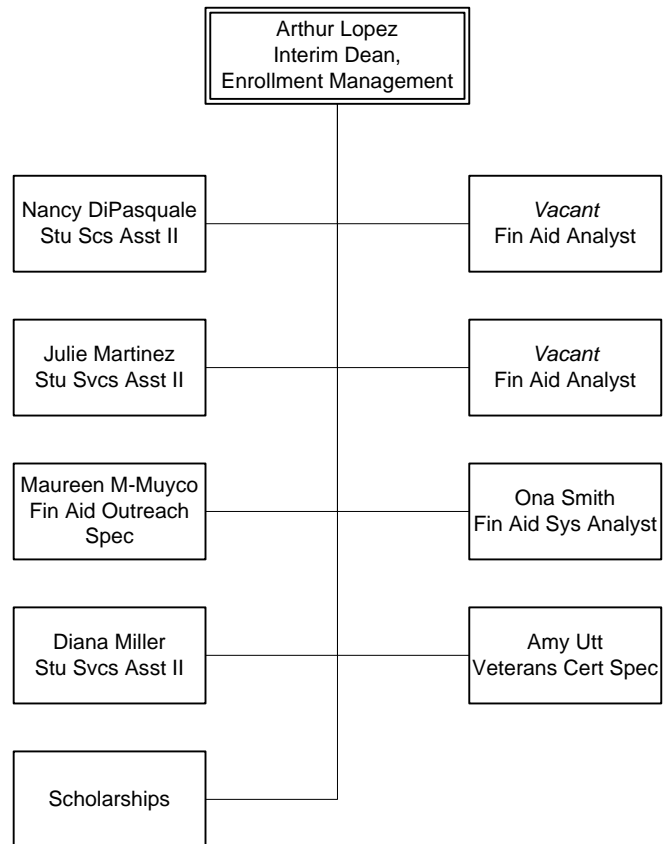 Arthur Lopez
Interim Dean,
Enrollment Management
Nancy DiPasquale
Stu Scs Asst II
Vacant
Fin Aid Analyst
Julie Martinez
Stu Svcs Asst II
Vacant
Fin Aid Analyst
Maureen M-Muyco
Fin Aid Outreach
Spec
Ona Smith
Fin Aid Sys Analyst
Diana Miller
Stu Svcs Asst II
Amy Utt
Veterans Cert Spec
Scholarships